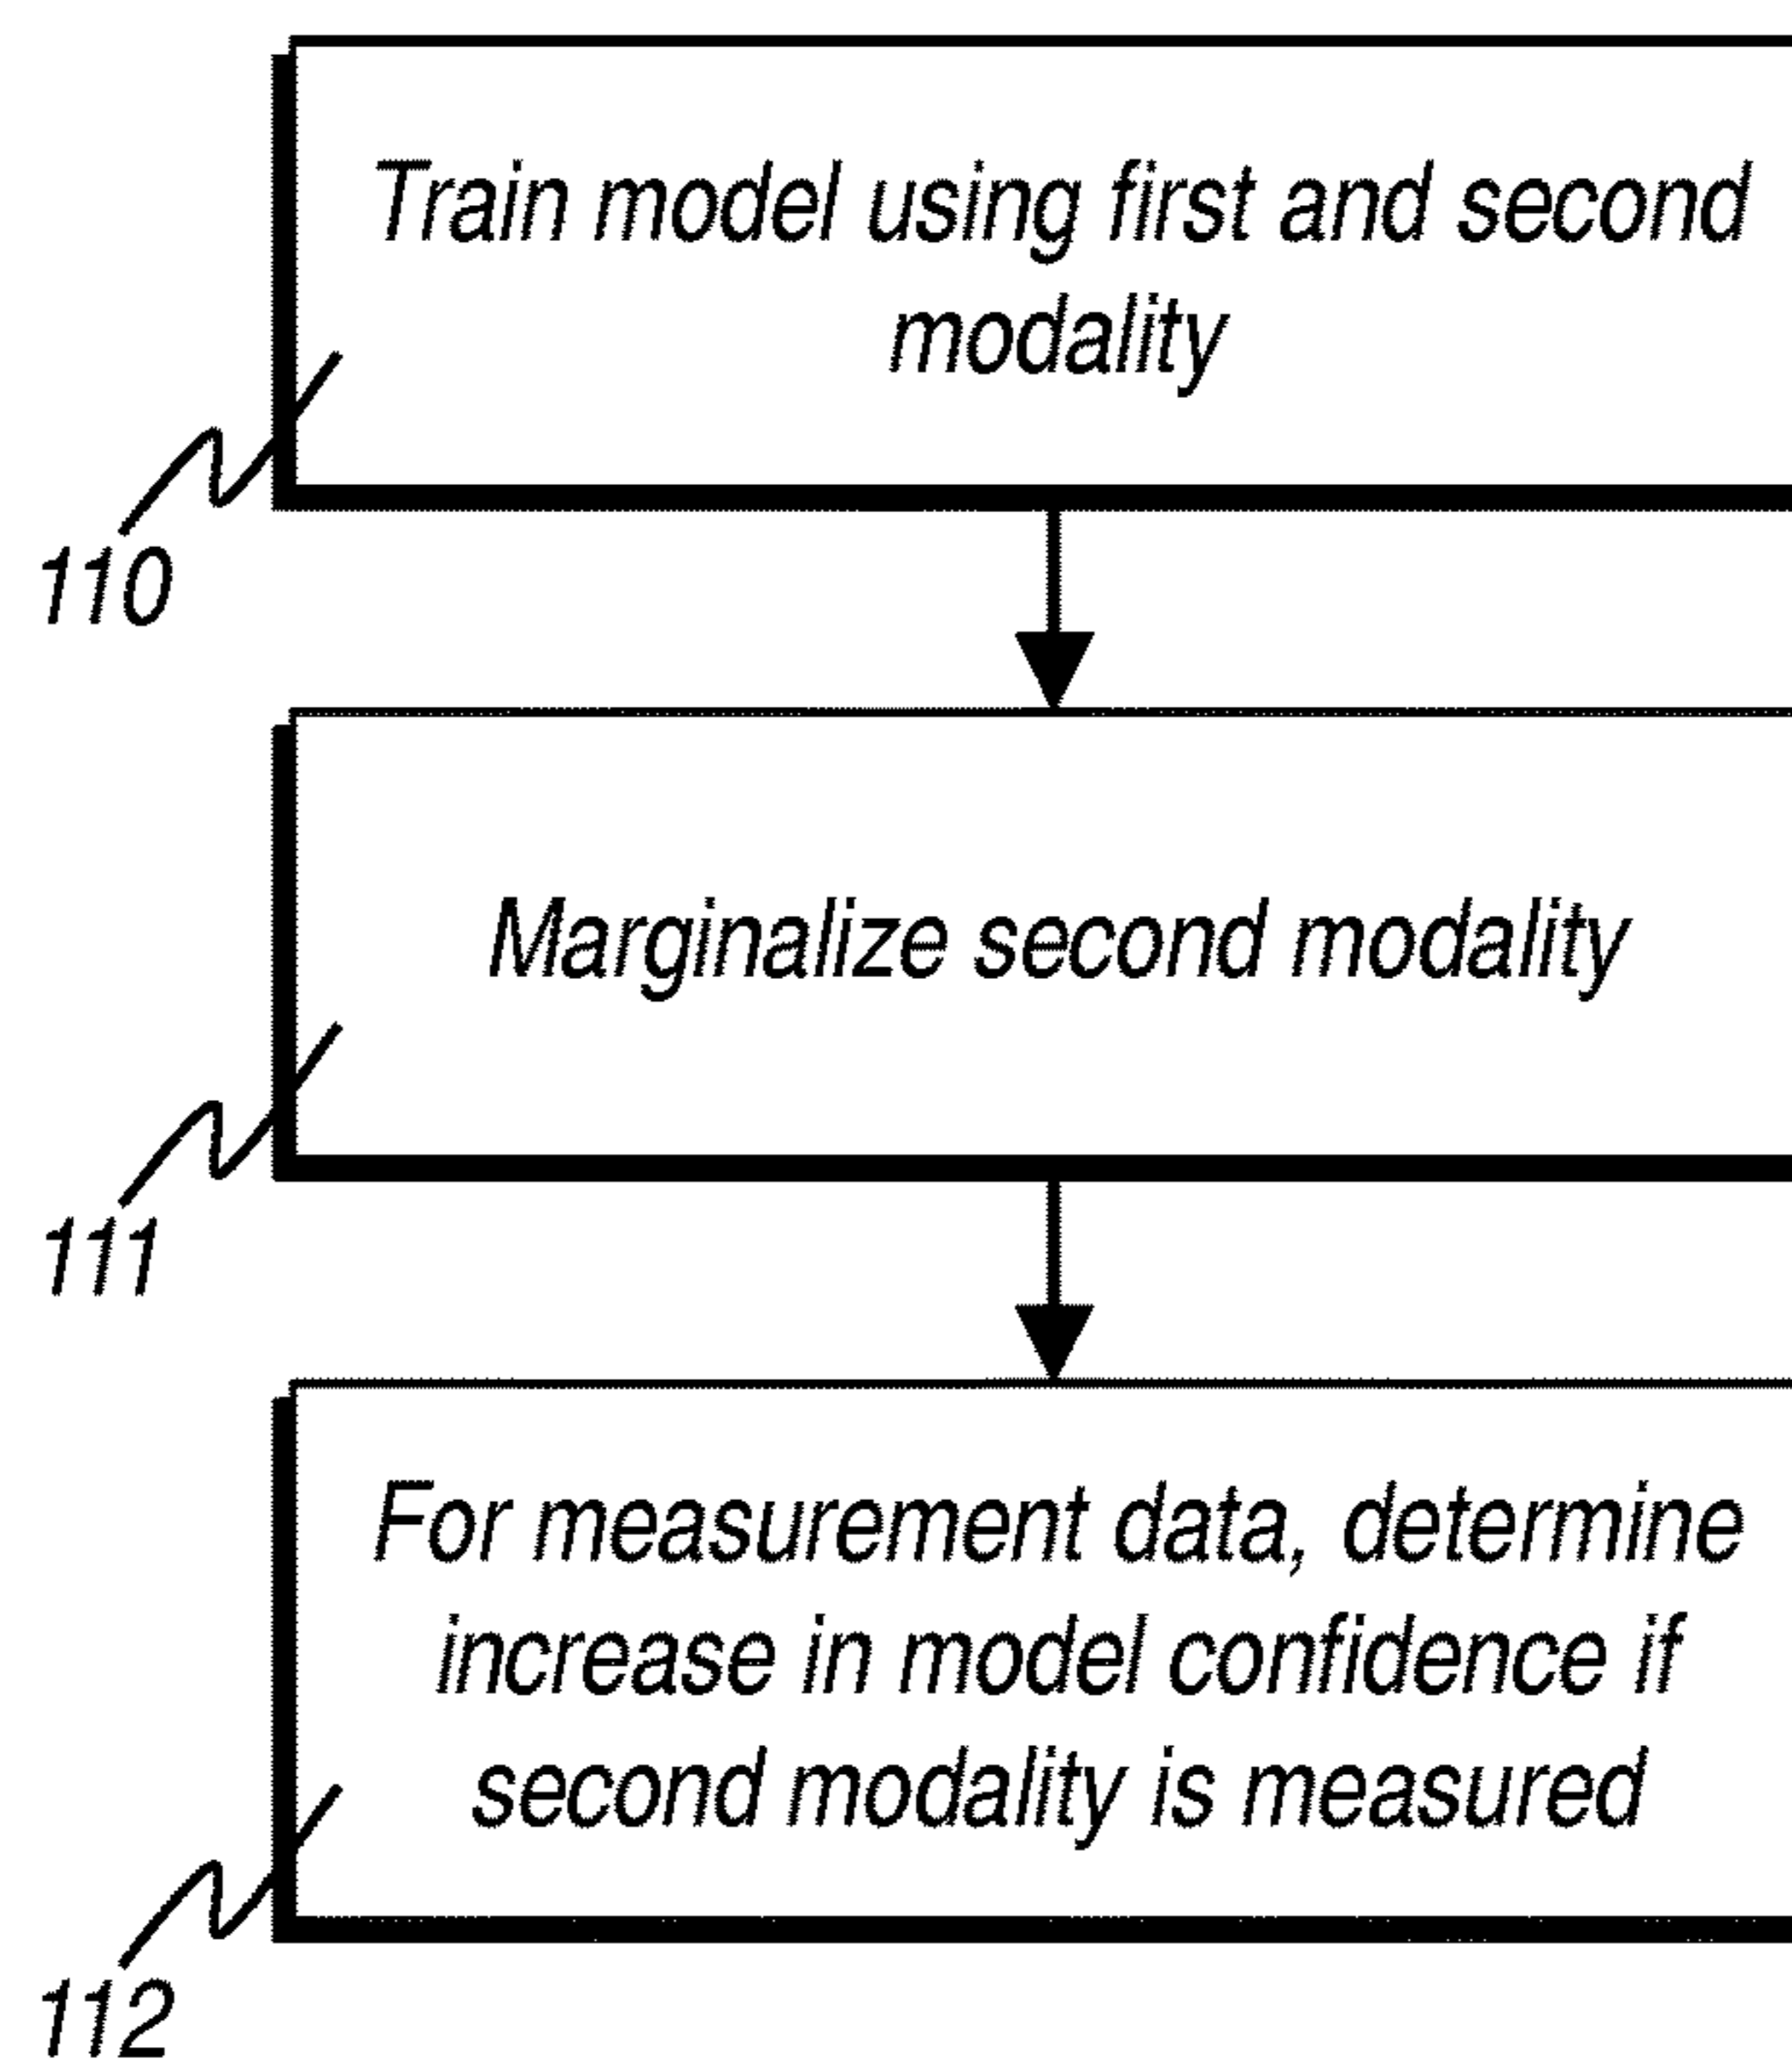 Train model using first and second
modality
110
Marginalize second modality
111
For measurement data, determine
increase in model confidence if
second modality is measured
112